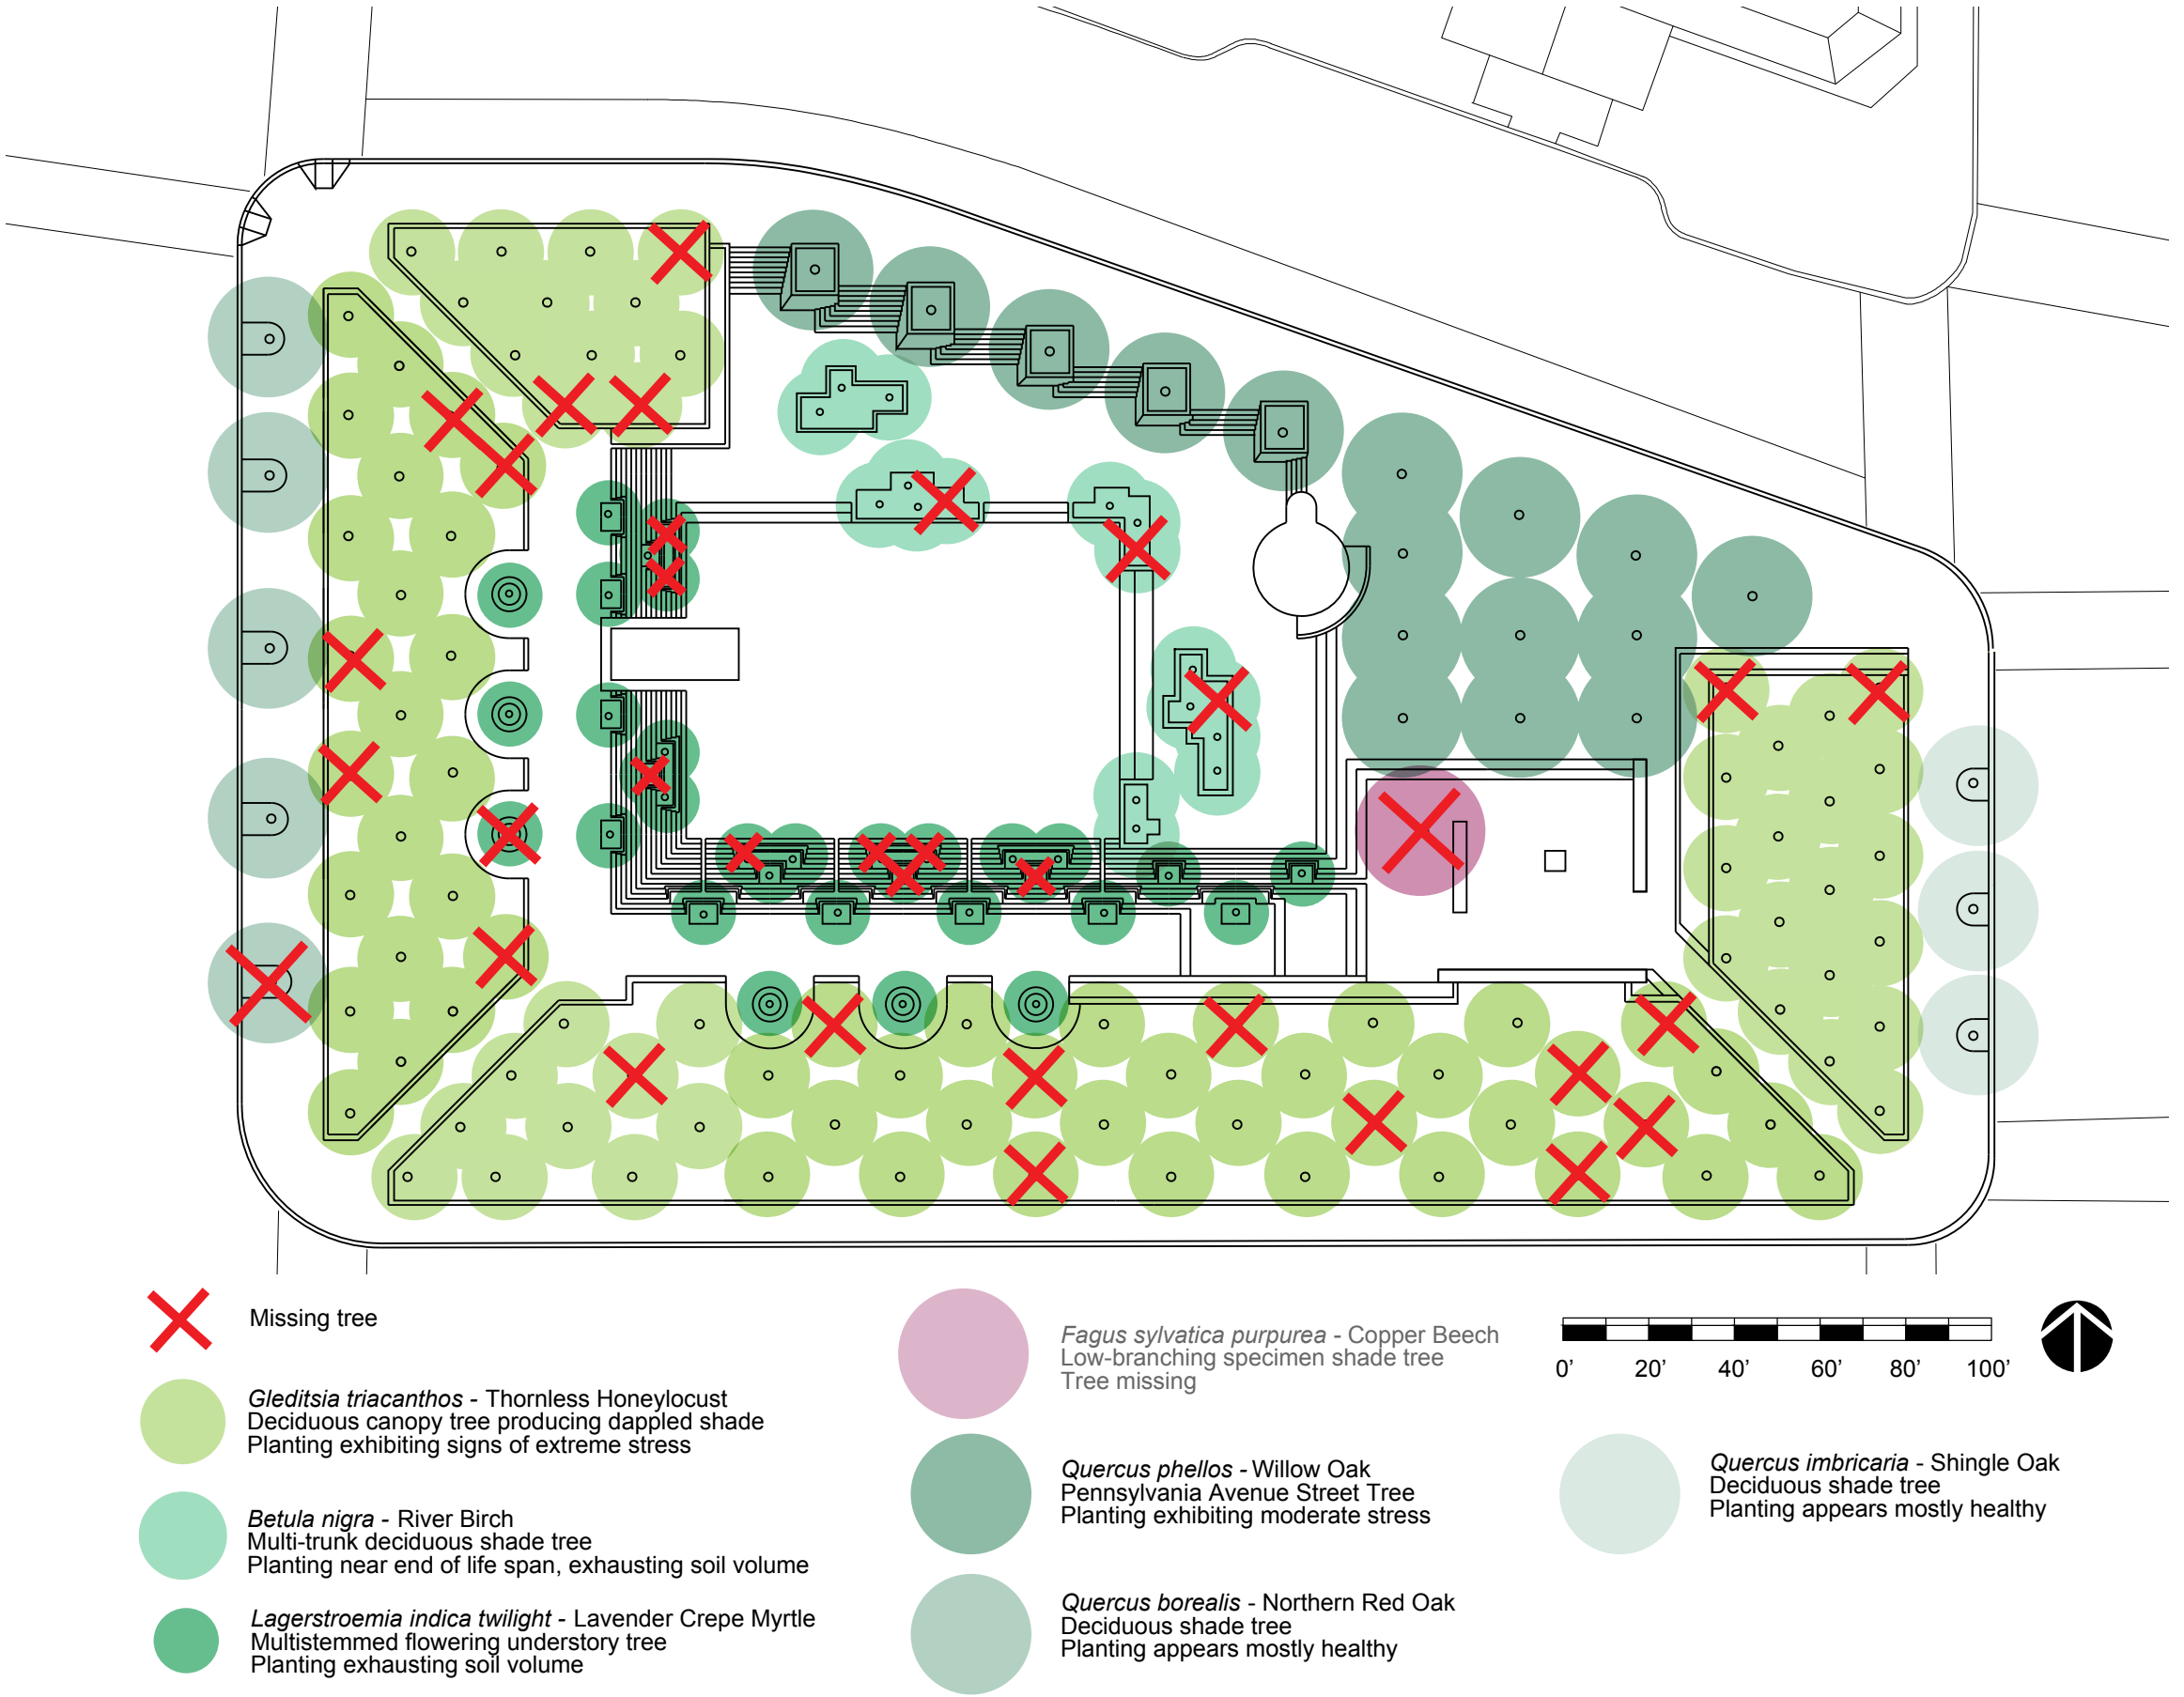 Missing tree
Gleditsia triacanthos - Thornless Honeylocust
Deciduous canopy tree producing dappled shade
Planting exhibiting signs of extreme stress
Betula nigra - River Birch
Multi-trunk deciduous shade tree
Planting near end of life span, exhausting soil volume
Lagerstroemia indica twilight - Lavender Crepe Myrtle
Multistemmed flowering understory tree
Planting exhausting soil volume
Fagus sylvatica purpurea - Copper Beech
Low-branching specimen shade tree
Tree missing
Quercus phellos - Willow Oak
Pennsylvania Avenue Street Tree
Planting exhibiting moderate stress
Quercus borealis - Northern Red Oak
Deciduous shade tree
Planting appears mostly healthy
0’ 20’ 40’ 60’ 80’ 100’
Quercus imbricaria - Shingle Oak
Deciduous shade tree
Planting appears mostly healthy